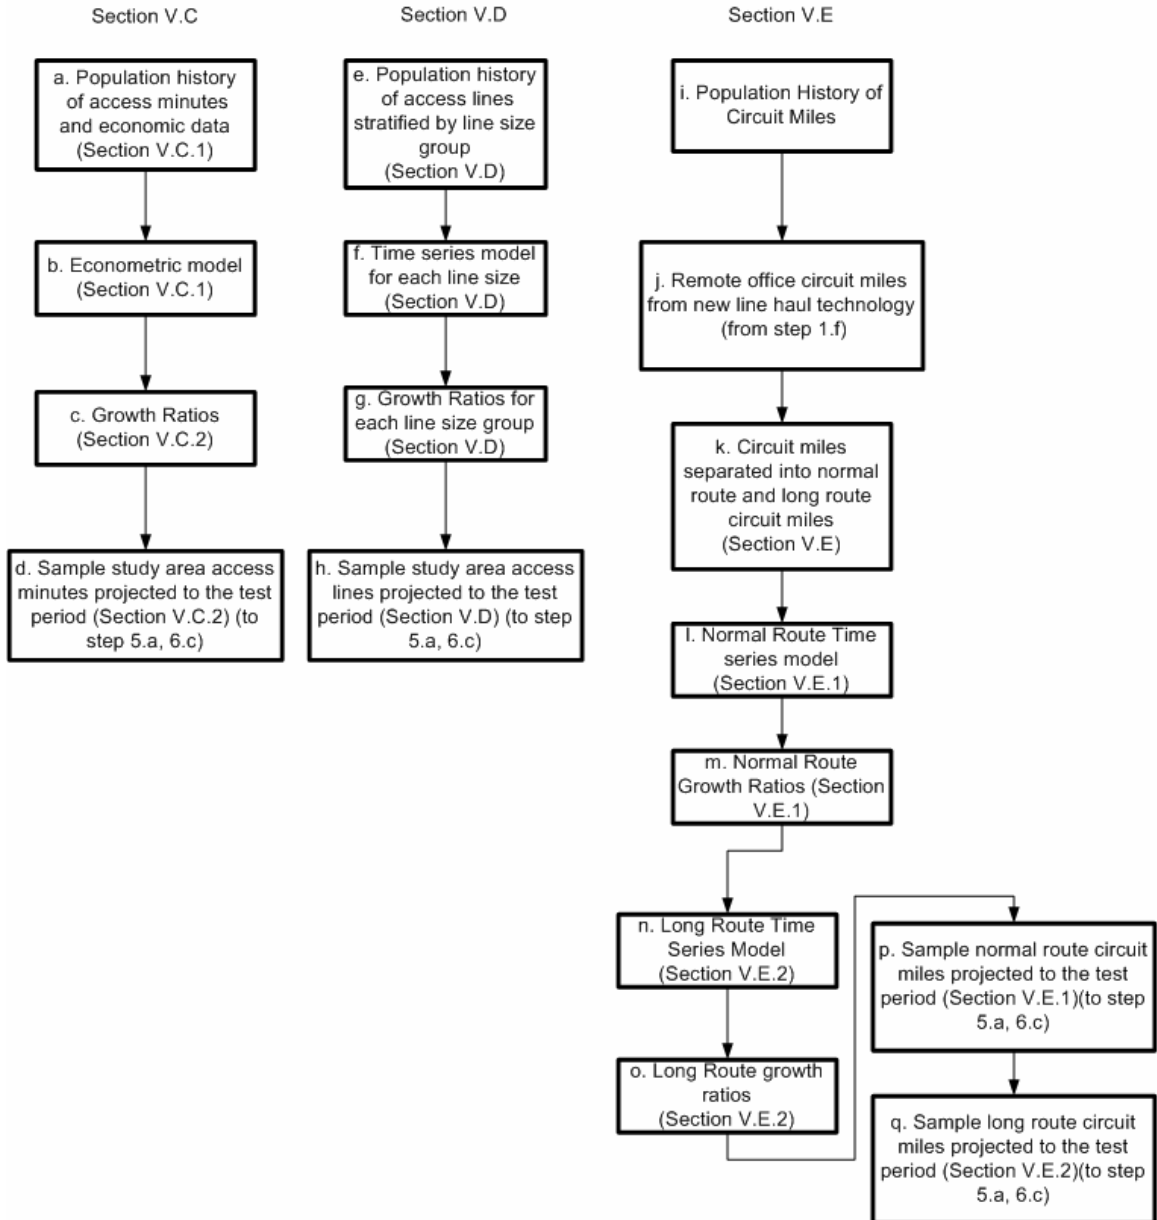 Section V.C
Section V.D
Section V.E
a. Population history
of access minutes
and economic data
(Section V.C.1)
b. Econometric model
(Section V.C.1)
c. Growth Ratios
(Section V.C.2)
d. Sample study area access
minutes projected to the test
period (Section V.C.2) (to
step 5.a, 6.c)
e. Population history
of access lines
stratified by line size
group
(Section V.D)
f. Time series model
for each line size
(Section V.D)
g. Growth Ratios for
each line size group
(Section V.D)
h. Sample study area access
lines projected to the test
period (Section V.D) (to step
5.a, 6.c)
i. Population History of
Circuit Miles
j. Remote office circuit miles
from new line haul technology
(from step 1.f)
k. Circuit miles
separated into normal
route and long route
circuit miles
(Section V.E)
l. Normal Route Time
series model
(Section V.E.1)
m. Normal Route
Growth Ratios (Section
V.E.1)
n. Long Route Time
Series Model
(Section V.E.2)
o. Long Route growth
ratios
(Section V.E.2)
p. Sample normal route circuit
miles projected to the test
period (Section V.E.1)(to step
5.a, 6.c)
q. Sample long route circuit
miles projected to the test
period (Section V.E.2)(to step
5.a, 6.c)